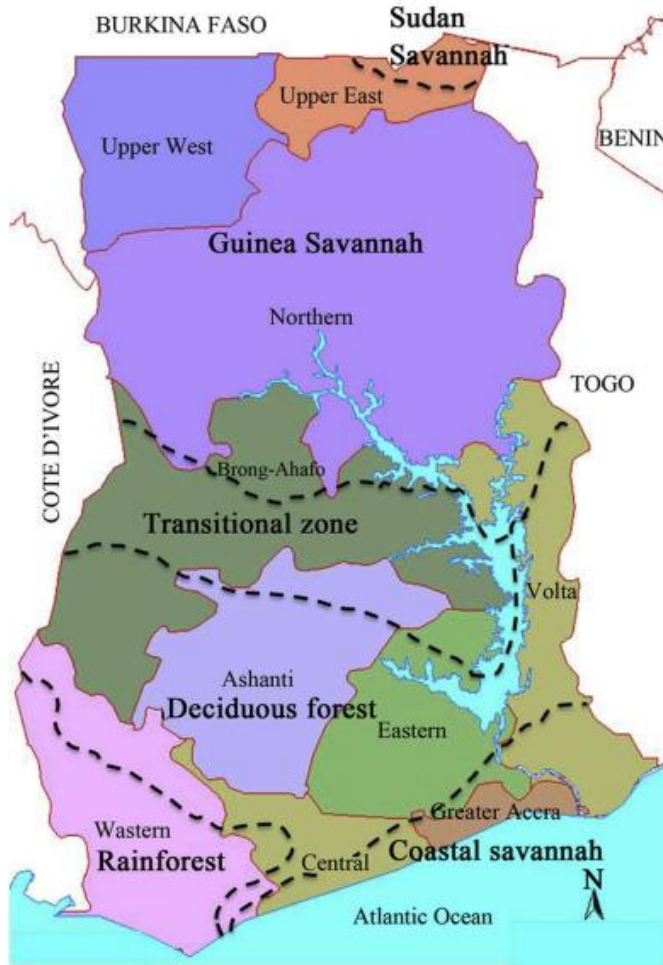 BURKINA FASO
Sudan
Savannah
Upper East
Upper West
BENIN
Guinea Savannah
Northern
TOGO
COTE D'IVORE
Brong-Ahafo
Transitional zone
Volta
Ashanti
Deciduous forest
Eastern
Greater Accra
Wastern
Rainforest
Central
Coastal savannah
N
Atlantic Ocean